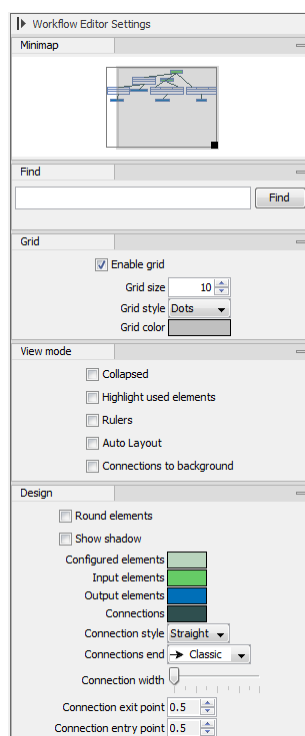 Workflow Editor Settings
Minimap
Find
Find
Grid
Enable grid
Grid size 10
Grid style Dots
Grid color
View mode
Collapsed
Highlight used elements
Rulers
Auto Layout
Connections to background
Design
Round elements
Show shadow
Configured elements
Input elements
Output elements
Connections
Connection style Straight
Connections end Classic
Connection width
Connection exit point 0.5
Connection entry point 0.5